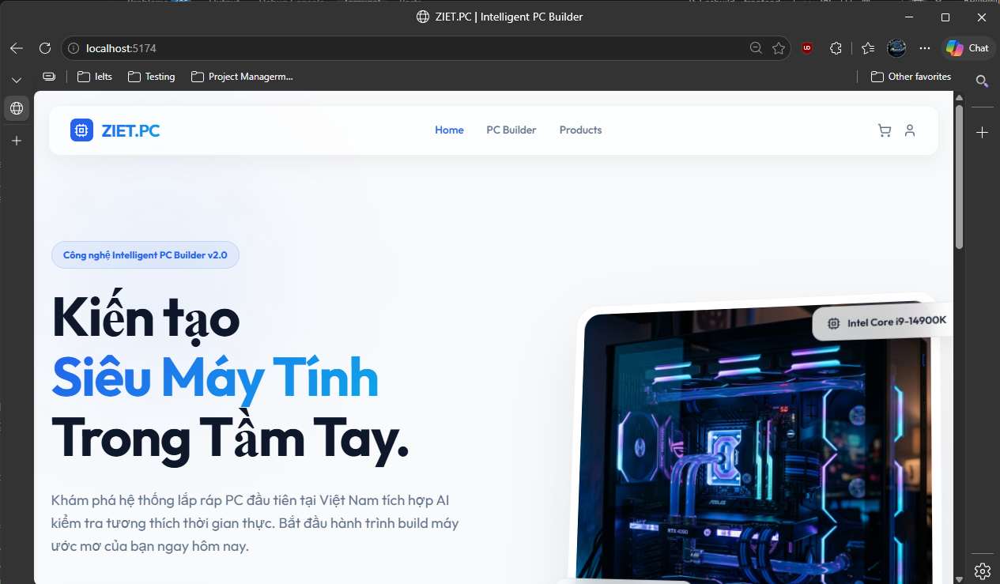 ZIET.PC | Intelligent PC Builder
localhost:5174
Chat
Ielts
Testing
Project Managerm...
Other favorites
ZIET.PC
Home
PC Builder
Products
Công nghệ Intelligent PC Builder v2.0
Kiến tạo
Siêu Máy Tính
Trong Tầm Tay.
Intel Core i9-14900K
Khám phá hệ thống lắp ráp PC đầu tiên tại Việt Nam tích hợp AI
kiểm tra tương thích thời gian thực. Bắt đầu hành trình build máy
ước mơ của bạn ngay hôm nay.
ASUS
RTX 4090